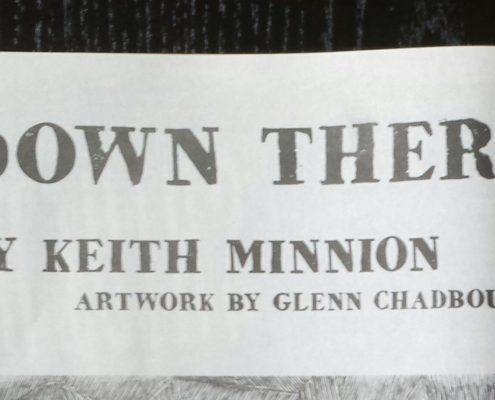 DOWN THER
Y KEITH MINNION
ARTWORK BY GLENN CHADBOU